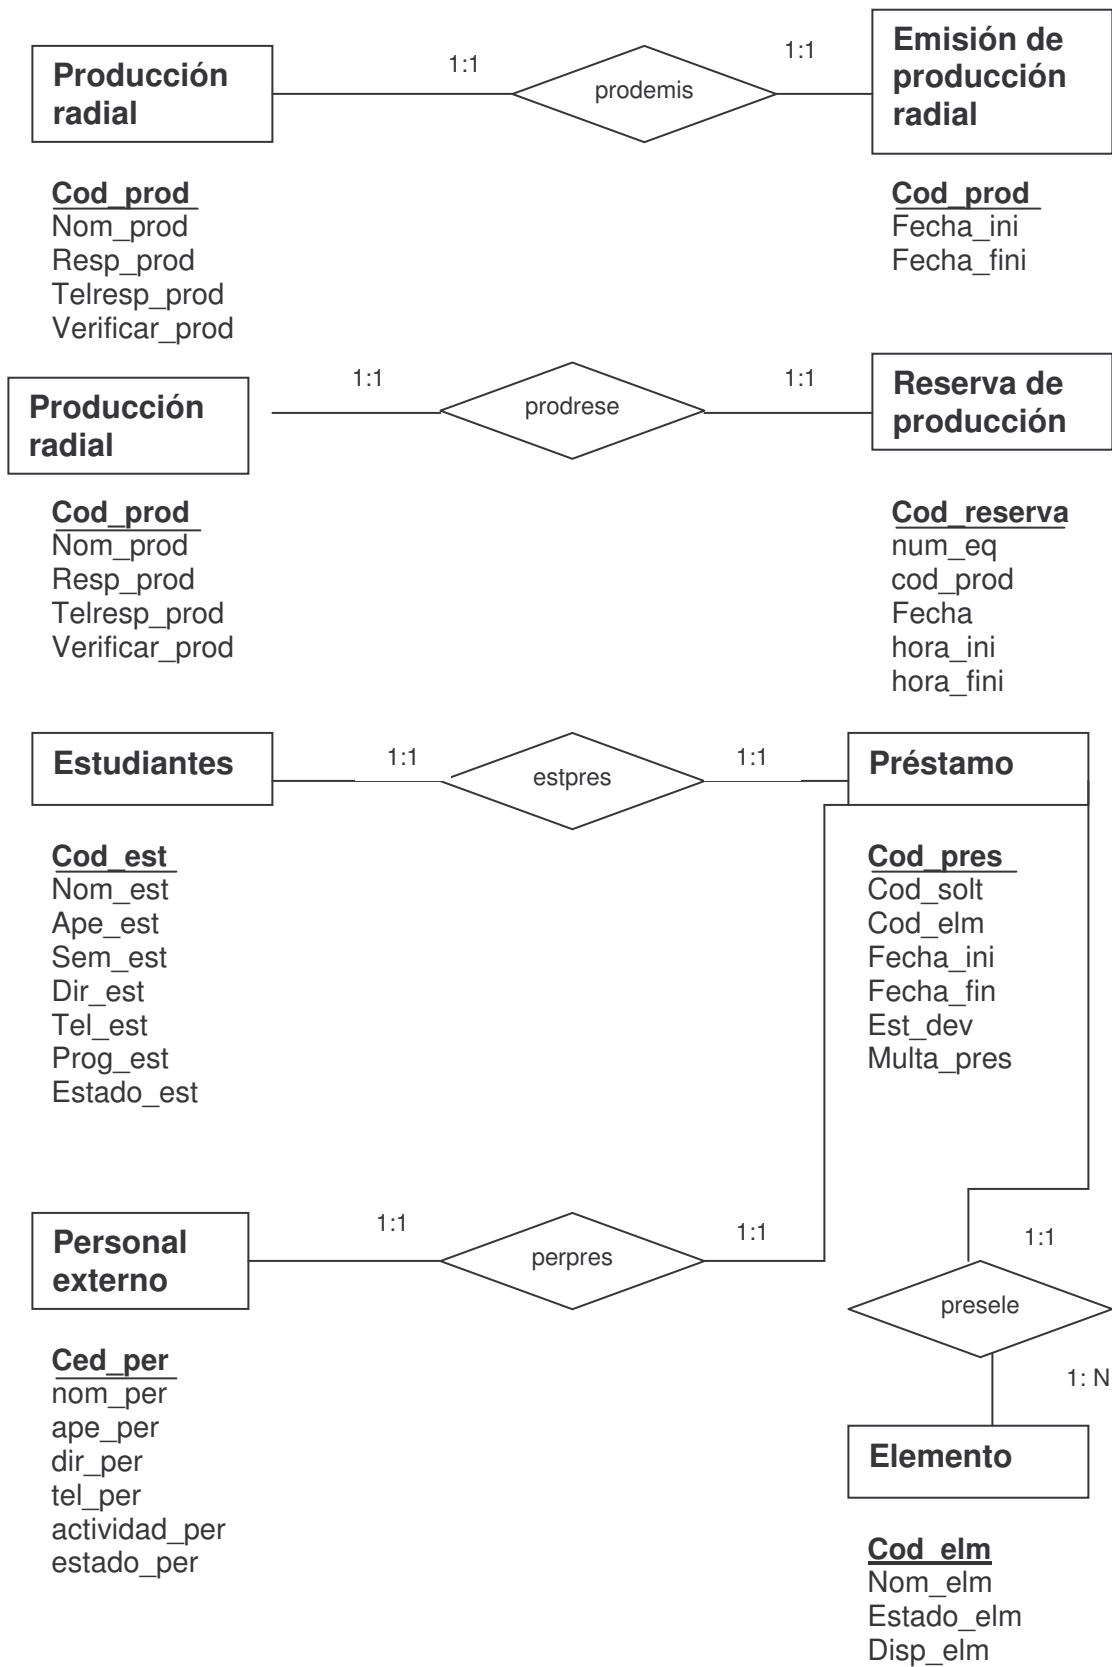 1:1
1:1
Producción
radial
prodemis
Emisión de
producción
radial
Cod_prod
Nom_prod
Resp_prod
Telresp_prod
Verificar_prod
Cod_prod
Fecha_ini
Fecha_fini
1:1
1:1
Producción
radial
prodrese
Reserva de
producción
Cod_prod
Nom_prod
Resp_prod
Telresp_prod
Verificar_prod
Cod_reserva
num_eq
cod_prod
Fecha
hora_ini
hora_fini
Estudiantes
1:1
estpres
1:1
Préstamo
Cod_est
Nom_est
Ape_est
Sem_est
Dir_est
Tel_est
Prog_est
Estado_est
Cod_pres
Cod_solt
Cod_elm
Fecha_ini
Fecha_fin
Est_dev
Multa_pres
Personal
externo
1:1
perpres
1:1
1:1
presele
1: N
Ced_per
nom_per
ape_per
dir_per
tel_per
actividad_per
estado_per
Elemento
Cod_elm
Nom_elm
Estado_elm
Disp_elm